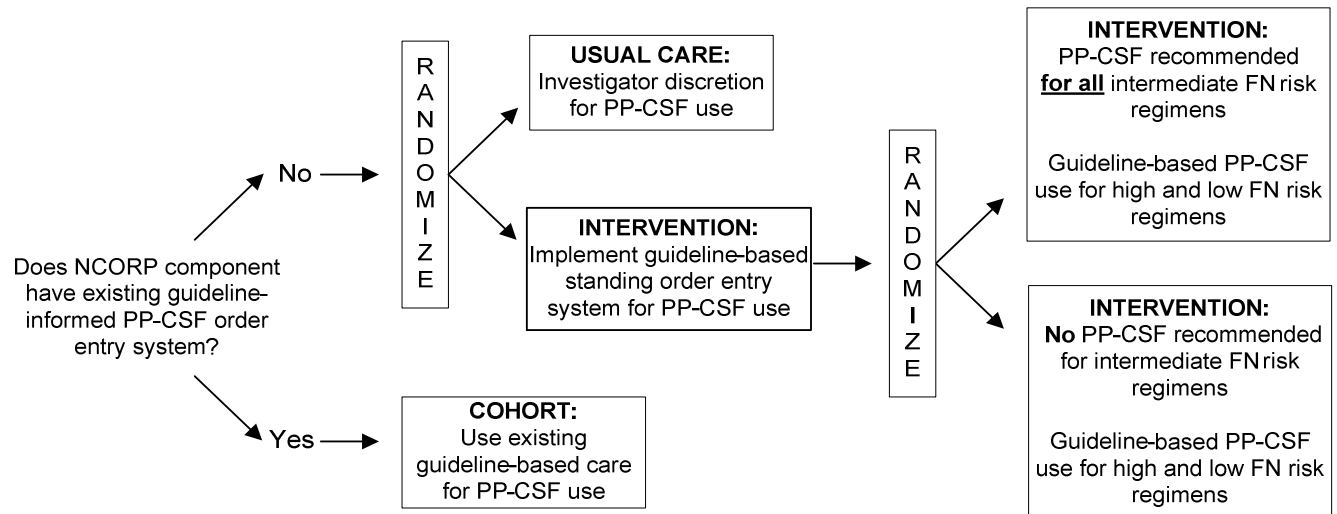 Does NCORP component
have existing guideline-
informed PP-CSF order
entry system?
No
Yes
RANDOMIZE
USUAL CARE:
Investigator discretion
for PP-CSF use
INTERVENTION:
Implement guideline-based
standing order entry
system for PP-CSF use
COHORT:
Use existing
guideline-based care
for PP-CSF use
RANDOMIZE
INTERVENTION:
PP-CSF recommended
for all intermediate FN risk
regimens
Guideline-based PP-CSF
use for high and low FN risk
regimens
INTERVENTION:
No PP-CSF recommended
for intermediate FN risk
regimens
Guideline-based PP-CSF
use for high and low FN risk
regimens